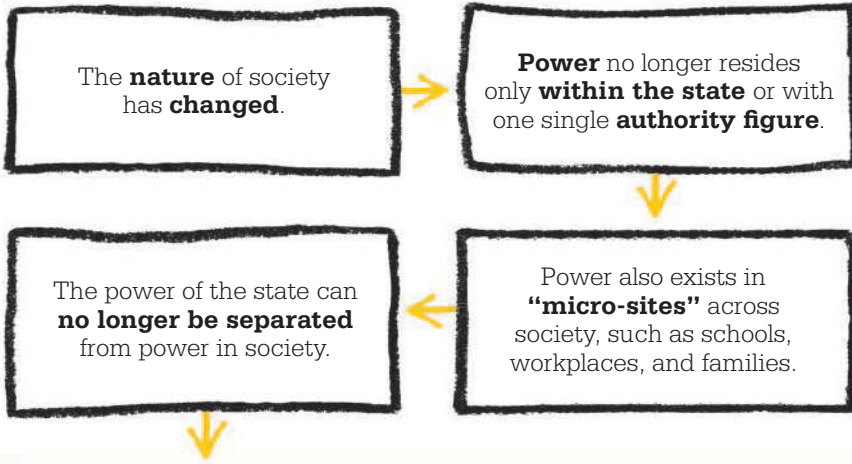 The nature of society
has changed.
Power no longer resides
only within the state or with
one single authority figure.
Power also exists in
“micro-sites” across
society, such as schools,
workplaces, and families.
The power of the state can
no longer be separated
from power in society.